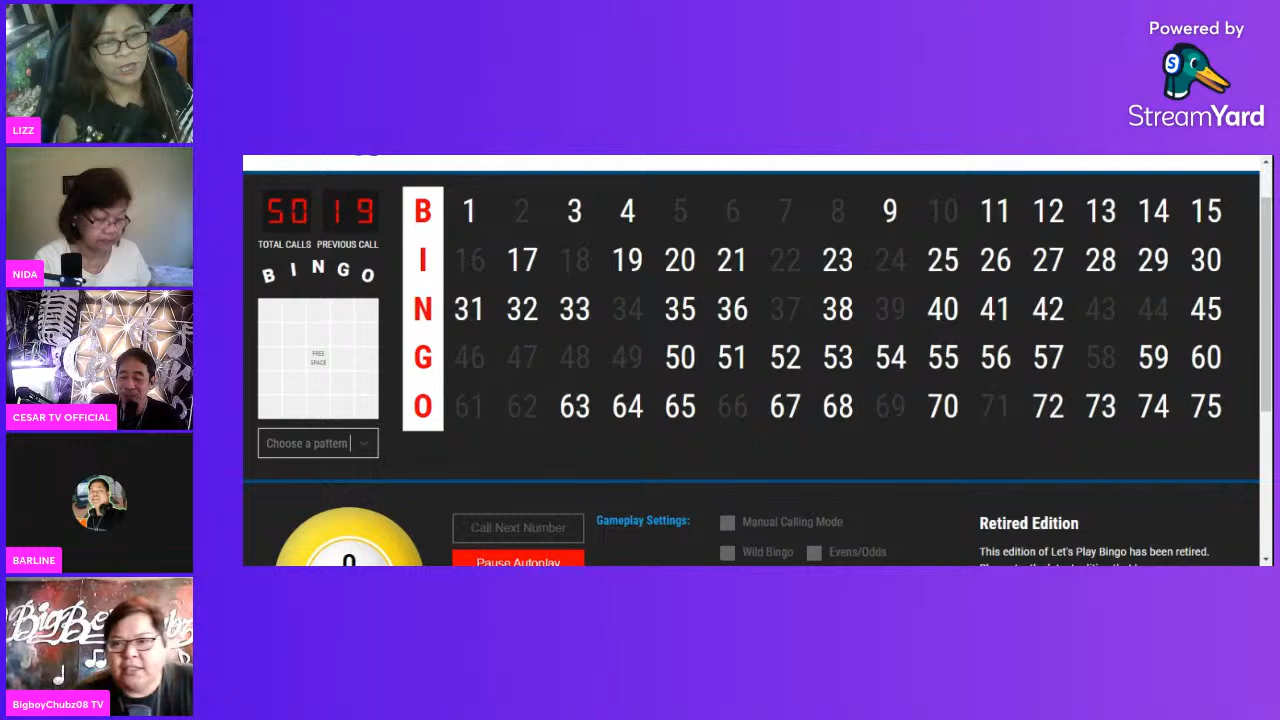 Powered by
StreamYard
LIZZ
NIDA
CESAR TV OFFICIAL
BARLINE
BigboyChubz08 TV
50 19
TOTAL CALLS PREVIOUS CALL
B I N G O
FREE
SPACE
Choose a pattern
B 1 2 3 4 5 6 7 8 9 10 11 12 13 14 15
I 16 17 18 19 20 21 22 23 24 25 26 27 28 29 30
N 31 32 33 34 35 36 37 38 39 40 41 42 43 44 45
G 46 47 48 49 50 51 52 53 54 55 56 57 58 59 60
O 61 62 63 64 65 66 67 68 69 70 71 72 73 74 75
Call Next Number
Pause Autoplay
Gameplay Settings:
Manual Calling Mode
Wild Bingo
Evens/Odds
Retired Edition
This edition of Let's Play Bingo has been retired.